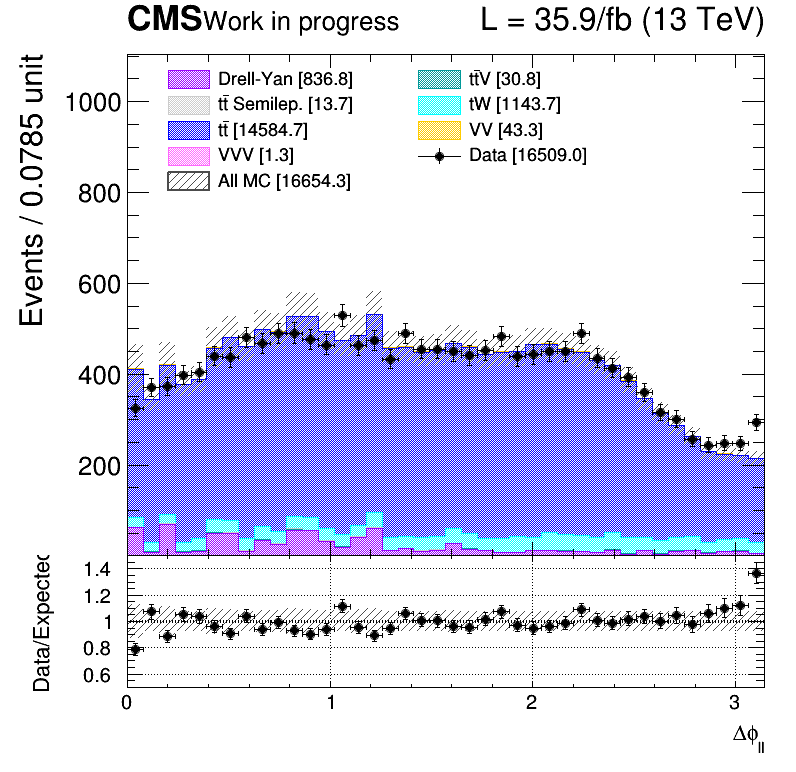 CMS Work in progress L = 35.9/fb (13 TeV)
Events / 0.0785 unit
1000
800
600
400
200
Drell-Yan [836.8]
tt̄ Semilep. [13.7]
tt̄ [14584.7]
VVV [1.3]
All MC [16654.3]
tt̄V [30.8]
tW [1143.7]
VV [43.3]
Data [16509.0]
Data/Expected
1.4
1.2
1
0.8
0.6
0 1 2 3
Δϕ_ll